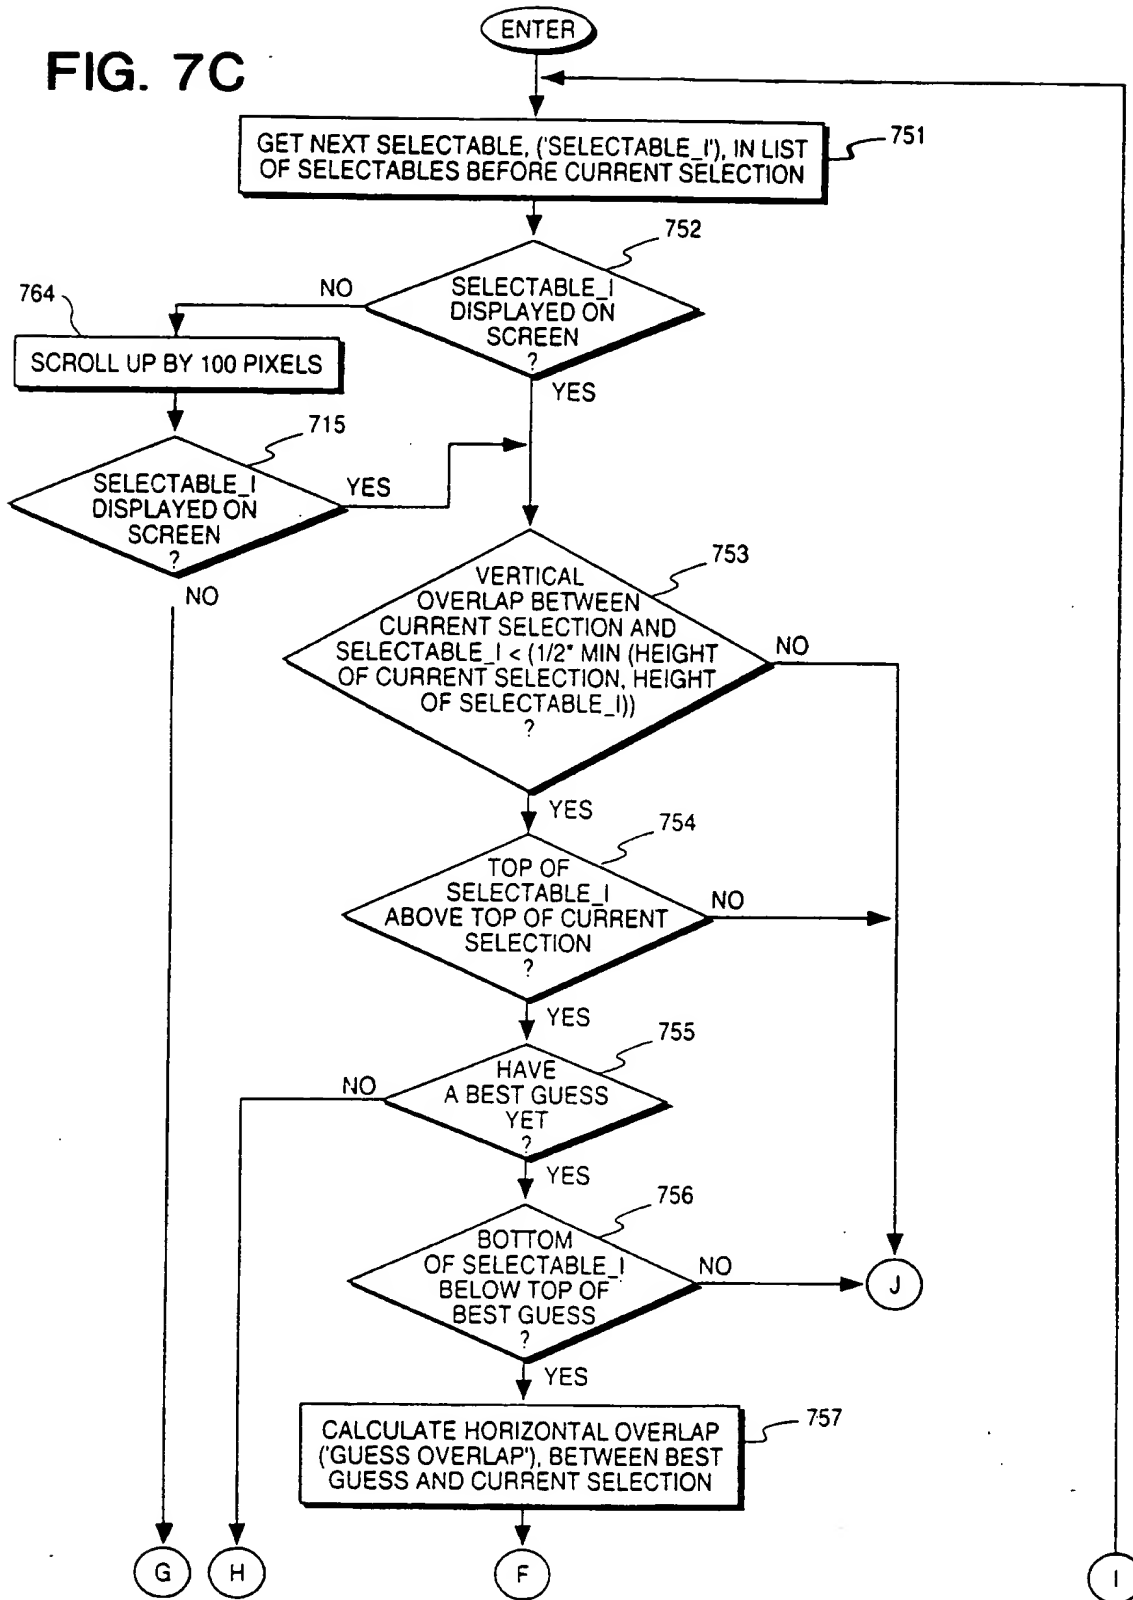 ENTER
FIG. 7C
GET NEXT SELECTABLE, ('SELECTABLE_I'), IN LIST
OF SELECTABLES BEFORE CURRENT SELECTION
751
752
SELECTABLE_I
DISPLAYED ON
SCREEN
?
NO
YES
764
SCROLL UP BY 100 PIXELS
715
SELECTABLE_I
DISPLAYED ON
SCREEN
?
YES
NO
753
VERTICAL
OVERLAP BETWEEN
CURRENT SELECTION AND
SELECTABLE_I < (1/2* MIN (HEIGHT
OF CURRENT SELECTION, HEIGHT
OF SELECTABLE_I))
?
NO
YES
754
TOP OF
SELECTABLE_I
ABOVE TOP OF CURRENT
SELECTION
?
NO
YES
755
HAVE
A BEST GUESS
YET
?
NO
YES
756
BOTTOM
OF SELECTABLE_I
BELOW TOP OF
BEST GUESS
?
NO
J
YES
757
CALCULATE HORIZONTAL OVERLAP
('GUESS OVERLAP'), BETWEEN BEST
GUESS AND CURRENT SELECTION
G
H
F
I